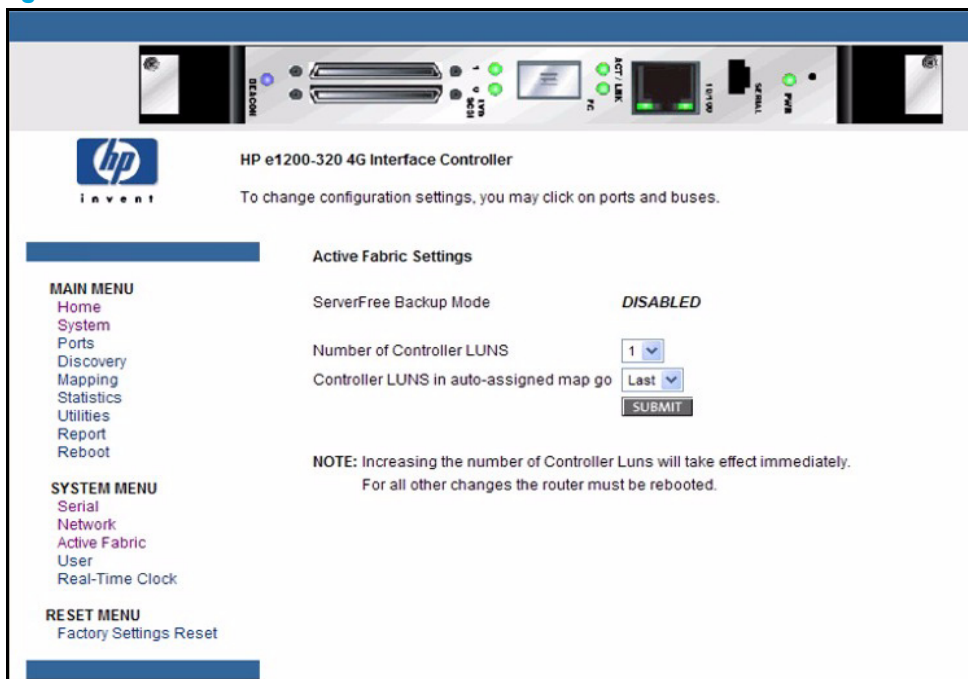 BEACON
1
0
LVD
SCSI
ACT / LNK
FC
10/100
SERIAL
PWR
hp
invent
HP e1200-320 4G Interface Controller
To change configuration settings, you may click on ports and buses.
Active Fabric Settings
ServerFree Backup Mode DISABLED
Number of Controller LUNS 1
Controller LUNS in auto-assigned map go Last
SUBMIT
NOTE: Increasing the number of Controller Luns will take effect immediately.
For all other changes the router must be rebooted.
MAIN MENU
Home
System
Ports
Discovery
Mapping
Statistics
Utilities
Report
Reboot
SYSTEM MENU
Serial
Network
Active Fabric
User
Real-Time Clock
RESET MENU
Factory Settings Reset